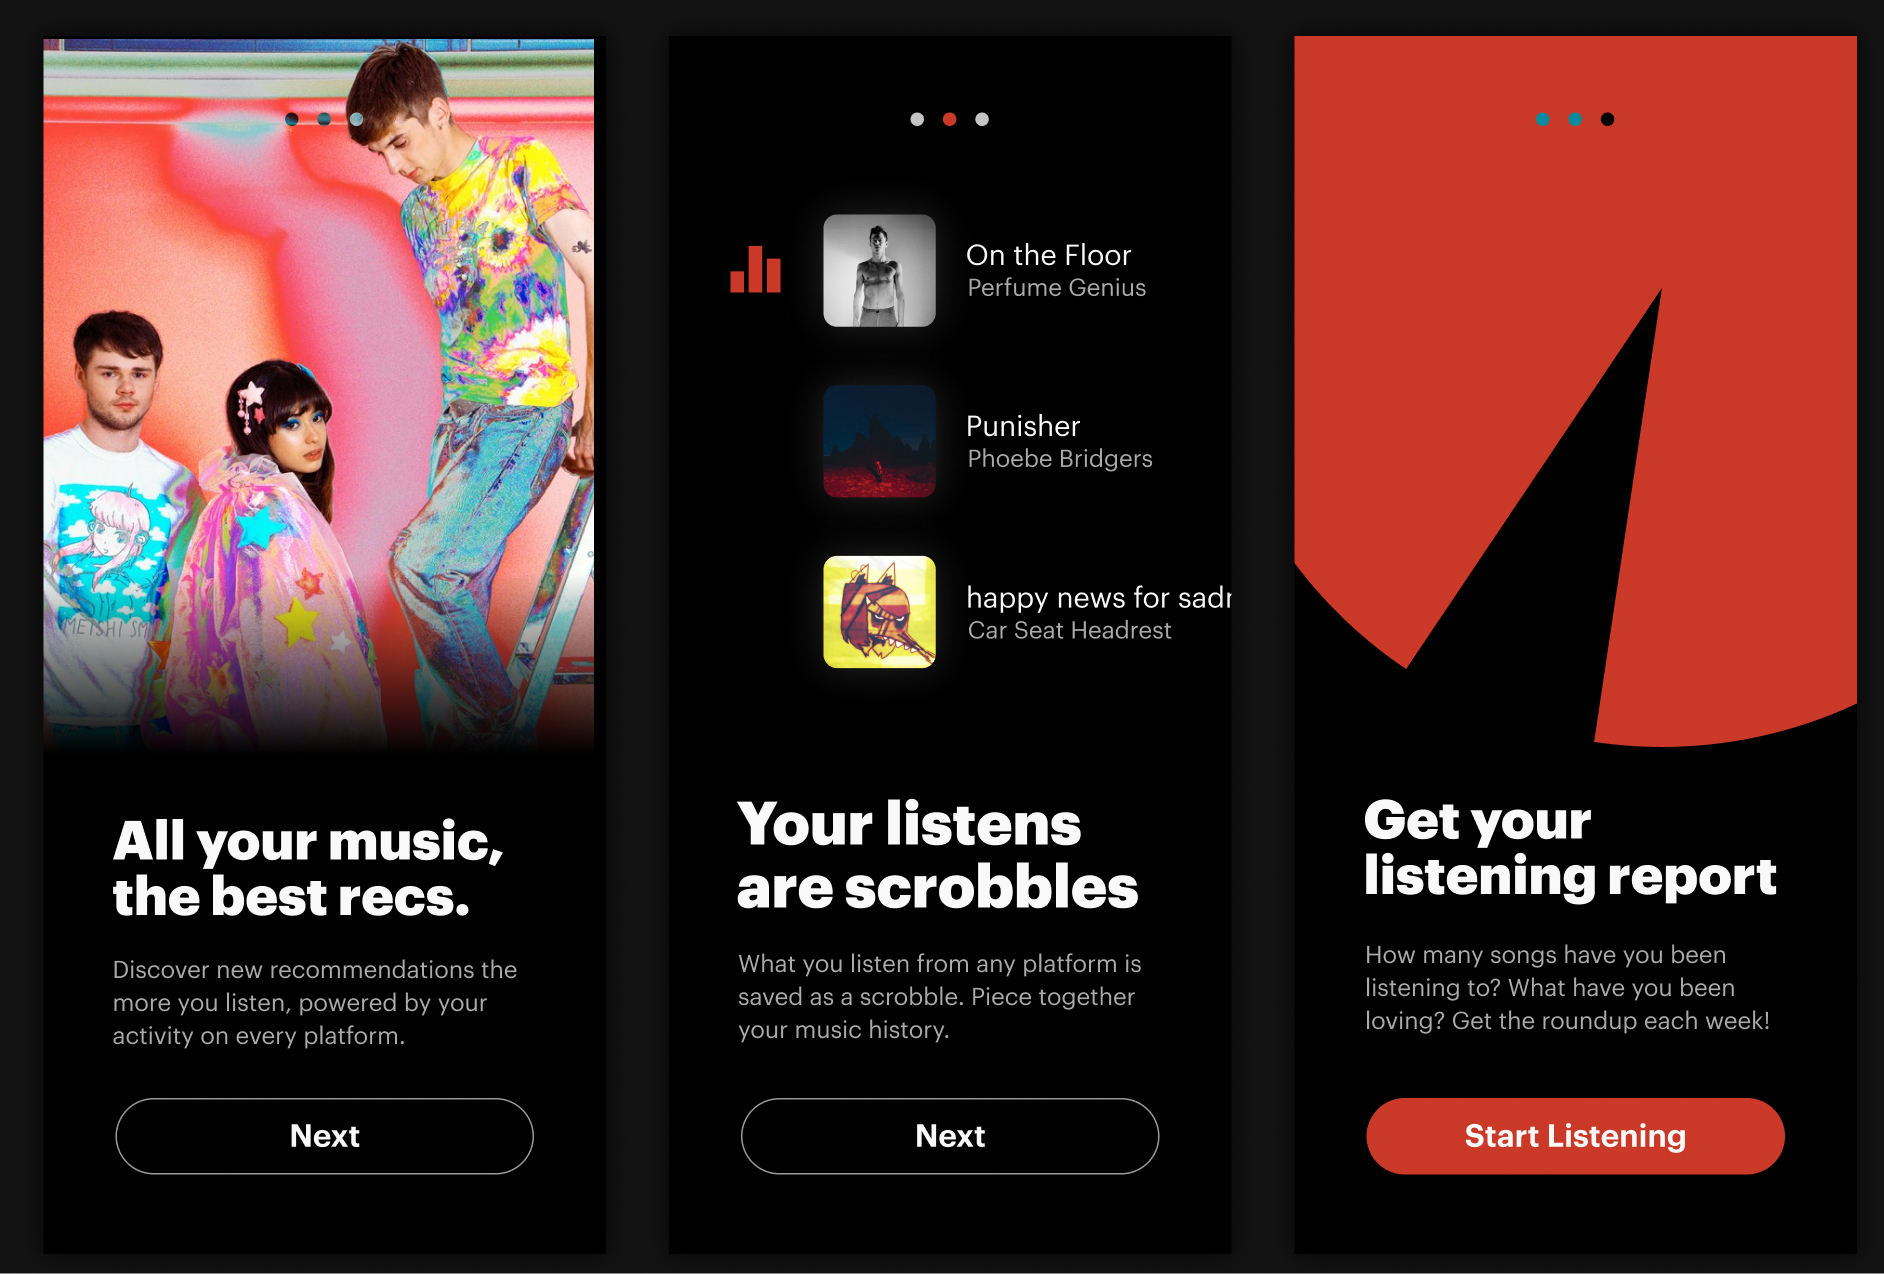 METSHI SM
All your music,
the best recs.
Discover new recommendations the
more you listen, powered by your
activity on every platform.
Next
On the Floor
Perfume Genius
Punisher
Phoebe Bridgers
happy news for sadn
Car Seat Headrest
Your listens
are scrobbles
What you listen from any platform is
saved as a scrobble. Piece together
your music history.
Next
Get your
listening report
How many songs have you been
listening to? What have you been
loving? Get the roundup each week!
Start Listening